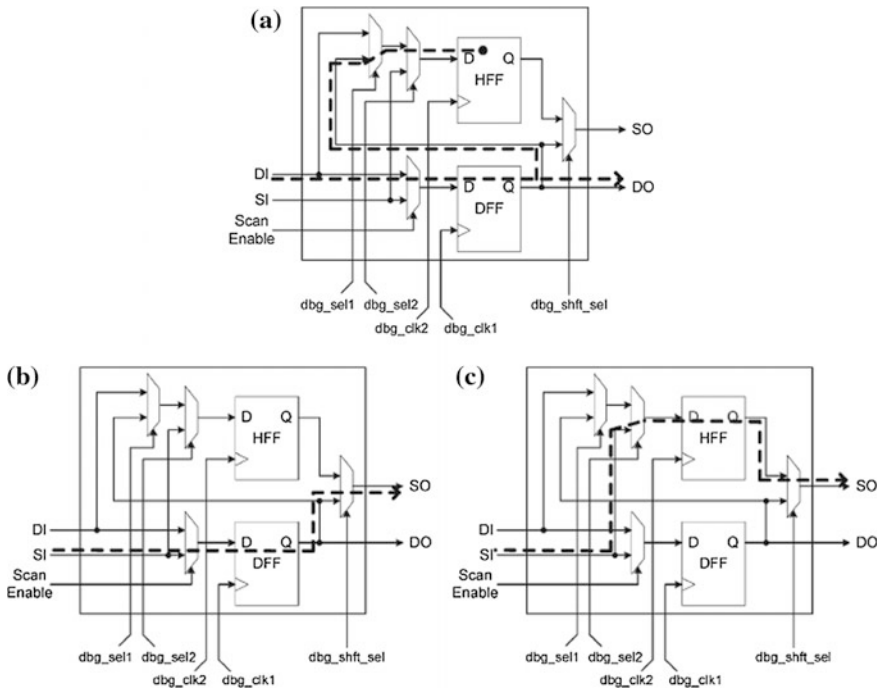 (a)
D Q
HFF
SO
DI
D Q
DO
SI
DFF
Scan
Enable
dbg_sel1
dbg_sel2
dbg_shft_sel
dbg_clk2
dbg_clk1
(b)
D Q
HFF
SO
DI
D Q
DO
SI
DFF
Scan
Enable
dbg_sel1
dbg_sel2
dbg_shft_sel
dbg_clk2
dbg_clk1
(c)
D Q
HFF
SO
DI
D Q
DO
SI
DFF
Scan
Enable
dbg_sel1
dbg_sel2
dbg_shft_sel
dbg_clk2
dbg_clk1